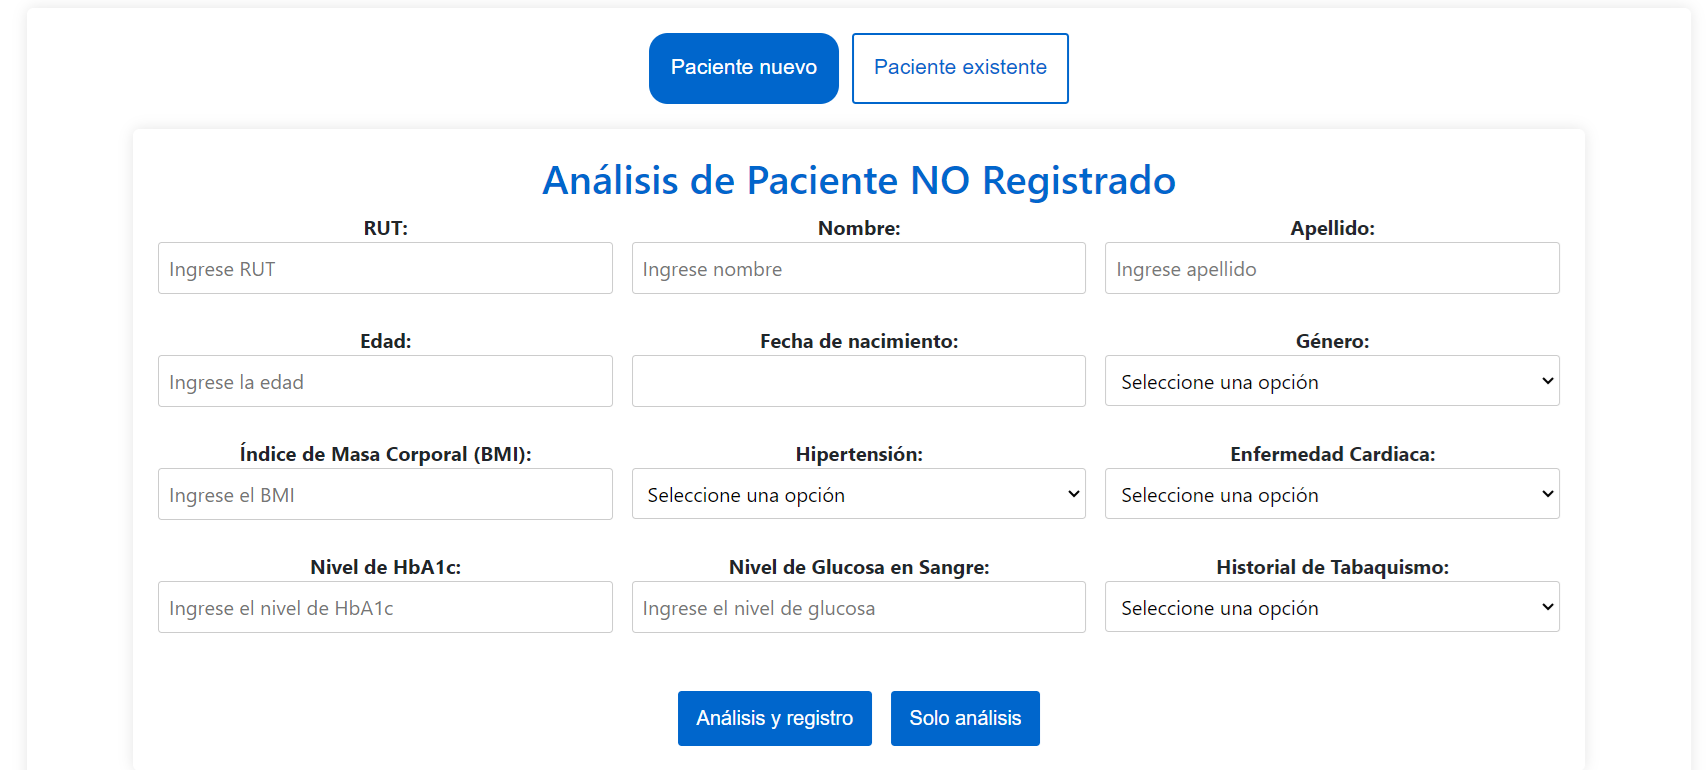 Paciente nuevo Paciente existente
Análisis de Paciente NO Registrado
RUT: Nombre: Apellido:
Ingrese RUT Ingrese nombre Ingrese apellido
Edad: Fecha de nacimiento: Género:
Ingrese la edad Seleccione una opción
Índice de Masa Corporal (BMI): Hipertensión: Enfermedad Cardiaca:
Ingrese el BMI Seleccione una opción Seleccione una opción
Nivel de HbA1c: Nivel de Glucosa en Sangre: Historial de Tabaquismo:
Ingrese el nivel de HbA1c Ingrese el nivel de glucosa Seleccione una opción
Análisis y registro Solo análisis